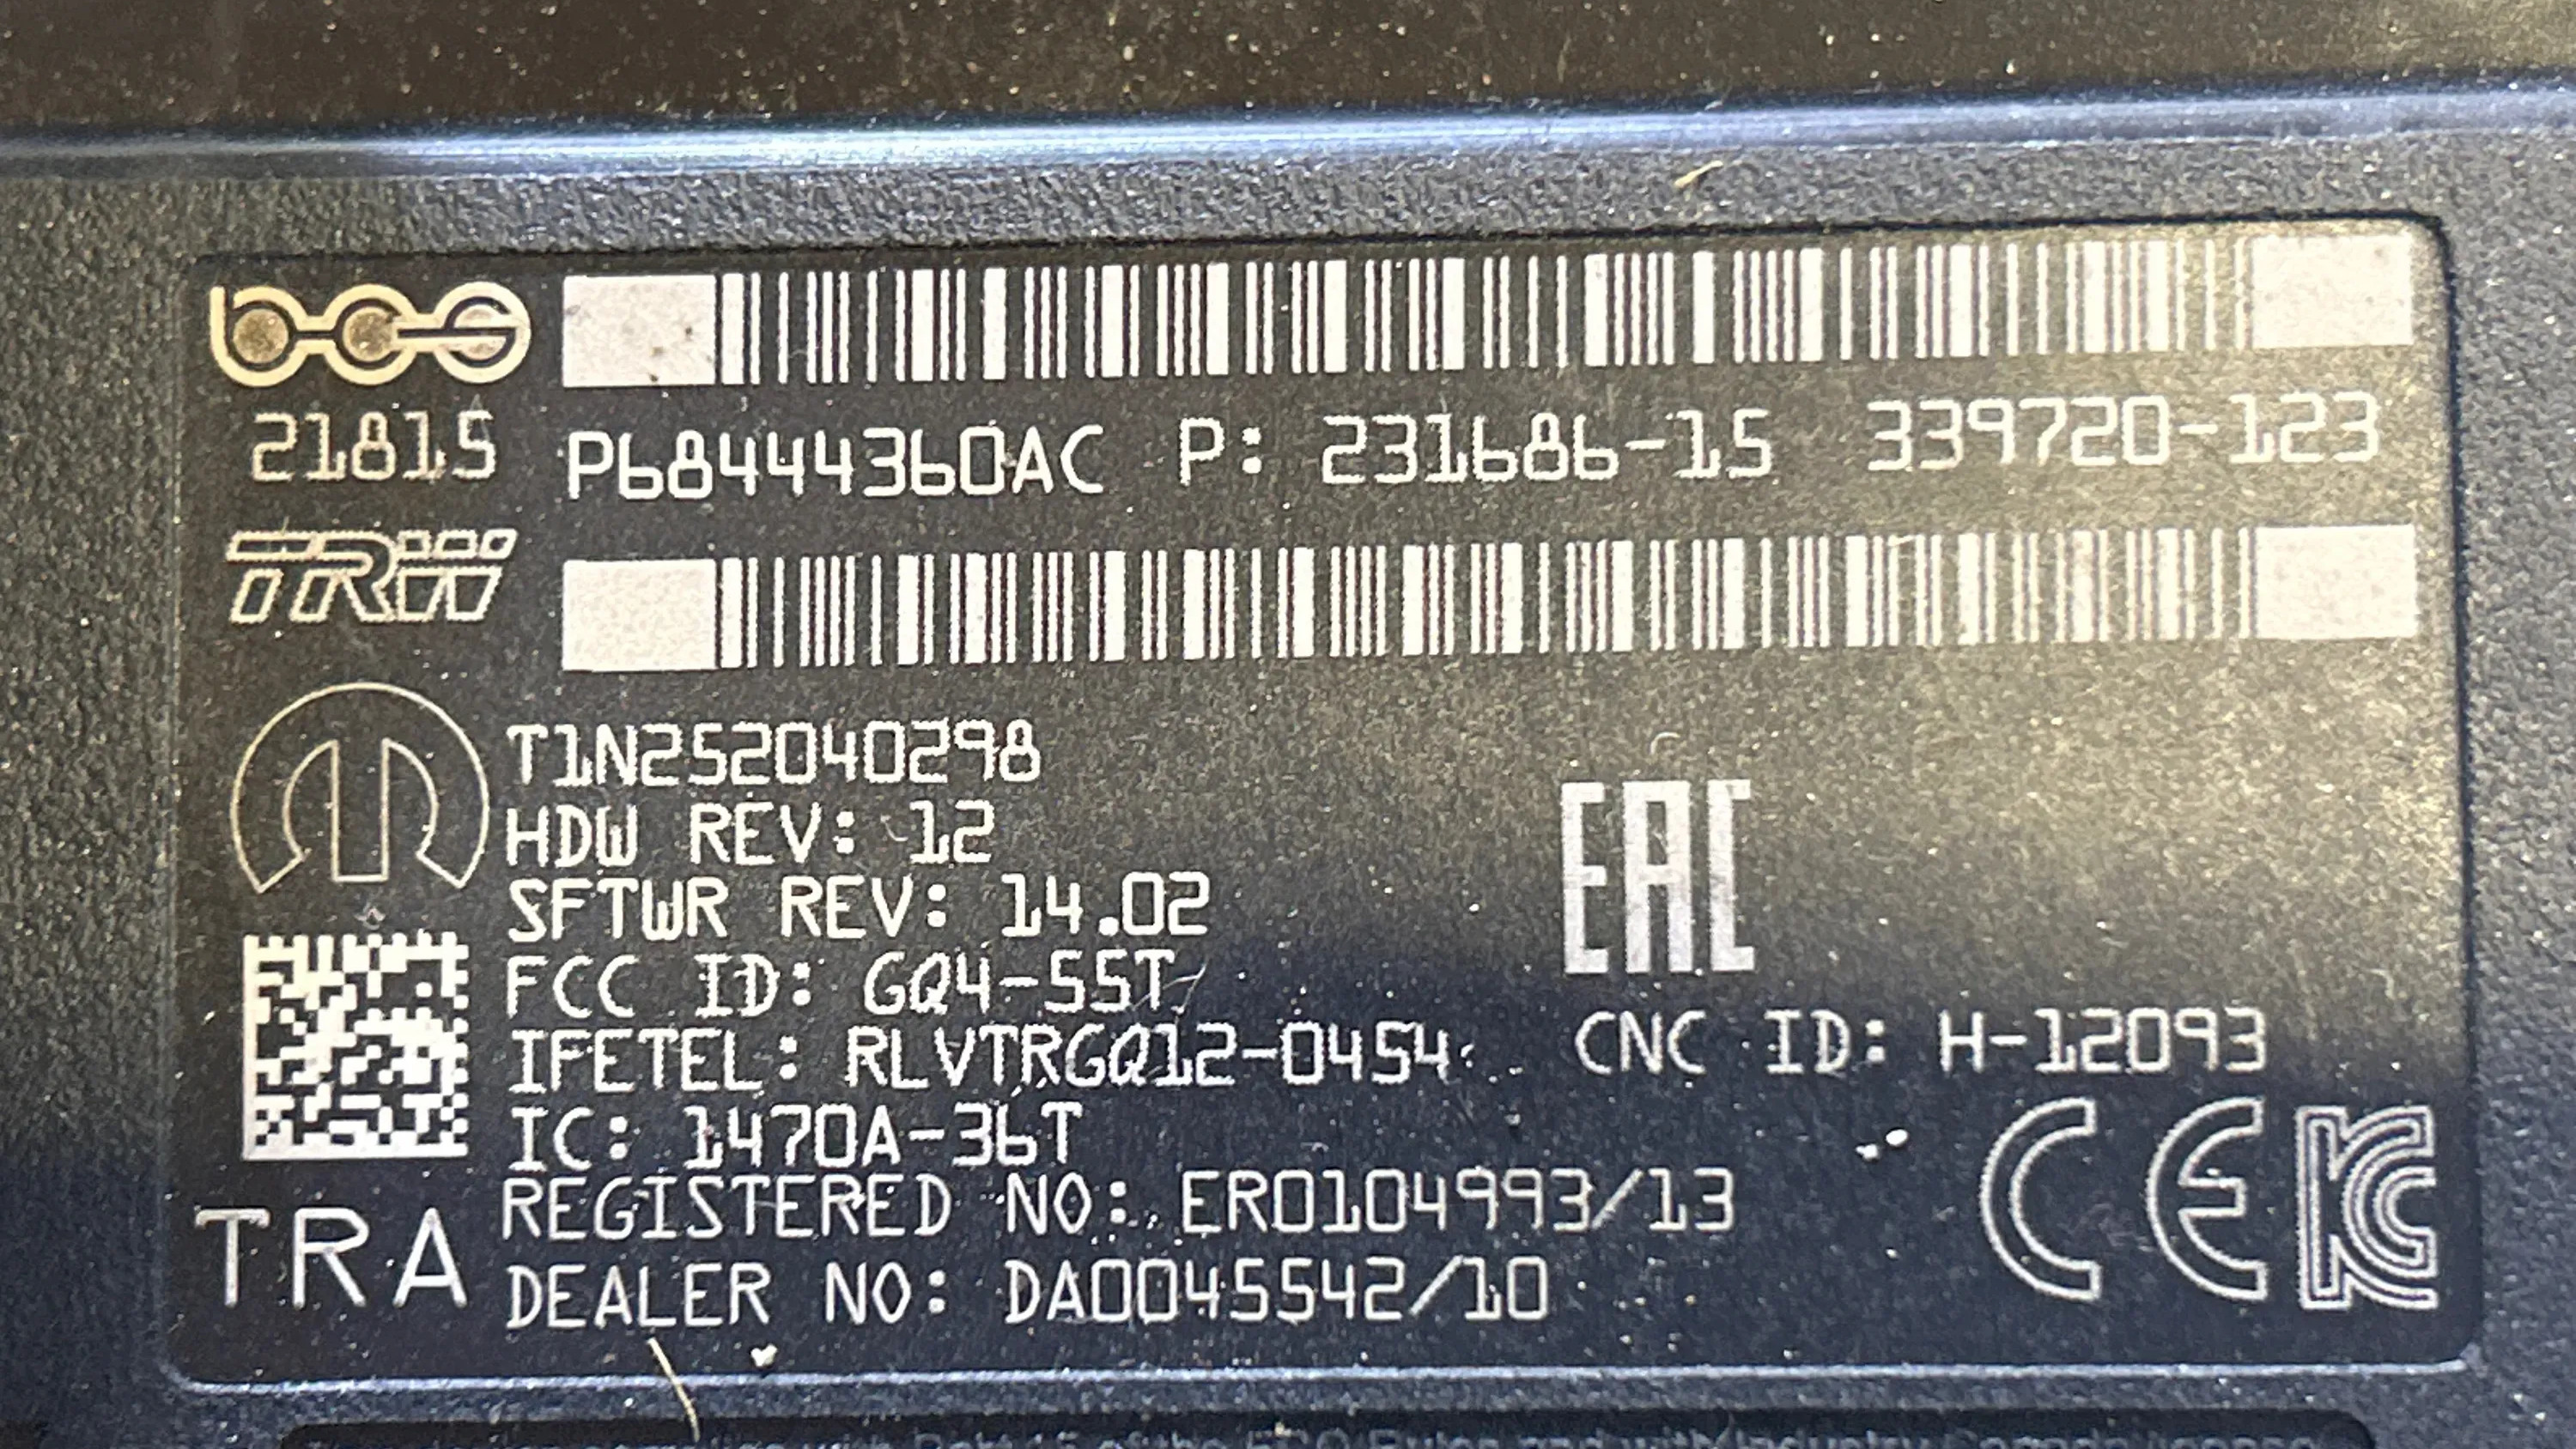 bcs
21815
P68444360AC P: 231686-15 339720-123
TRW
T1N252040298
HDW REV: 12
SFTWR REV: 14.02
FCC ID: GQ4-55T
IFETEL: RLVTRGQ12-0454
CNC ID: H-12093
IC: 1470A-36T
REGISTERED NO: ER0104993/13
DEALER NO: DA0045542/10
TRA
EAC
CE